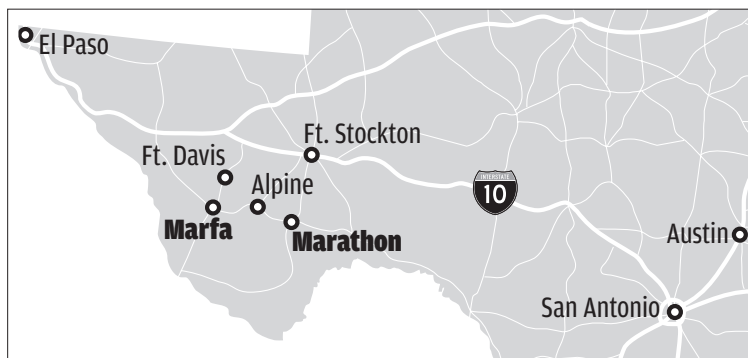 El Paso
Ft. Stockton
Ft. Davis
Alpine
INTERSTATE
10
Marfa
Marathon
Austin
San Antonio